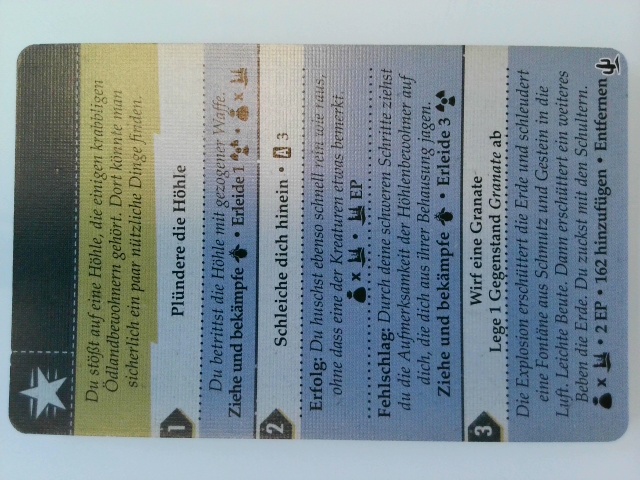 Du stößt auf eine Höhle, die einigen krabbligen
Ödlandbewohnern gehört. Dort könnte man
sicherlich ein paar nützliche Dinge finden.
1
Plündere die Höhle
Du betrittst die Höhle mit gezogener Waffe.
Ziehe und bekämpfe • Erleide 1 • x
2
Schleiche dich hinein • A 3
Erfolg: Du huschst ebenso schnell rein wie raus,
ohne dass eine der Kreaturen etwas bemerkt.
x • EP
Fehlschlag: Durch deine schweren Schritte ziehst
du die Aufmerksamkeit der Höhlenbewohner auf
dich, die dich aus ihrer Behausung jagen.
Ziehe und bekämpfe • Erleide 3
3
Wirf eine Granate
Lege 1 Gegenstand Granate ab
Die Explosion erschüttert die Erde und schleudert
eine Fontäne aus Schmutz und Gestein in die
Luft. Leichte Beute. Dann erschüttert ein weiteres
Beben die Erde. Du zuckst mit den Schultern.
x • 2 EP • 162 hinzufügen • Entfernen